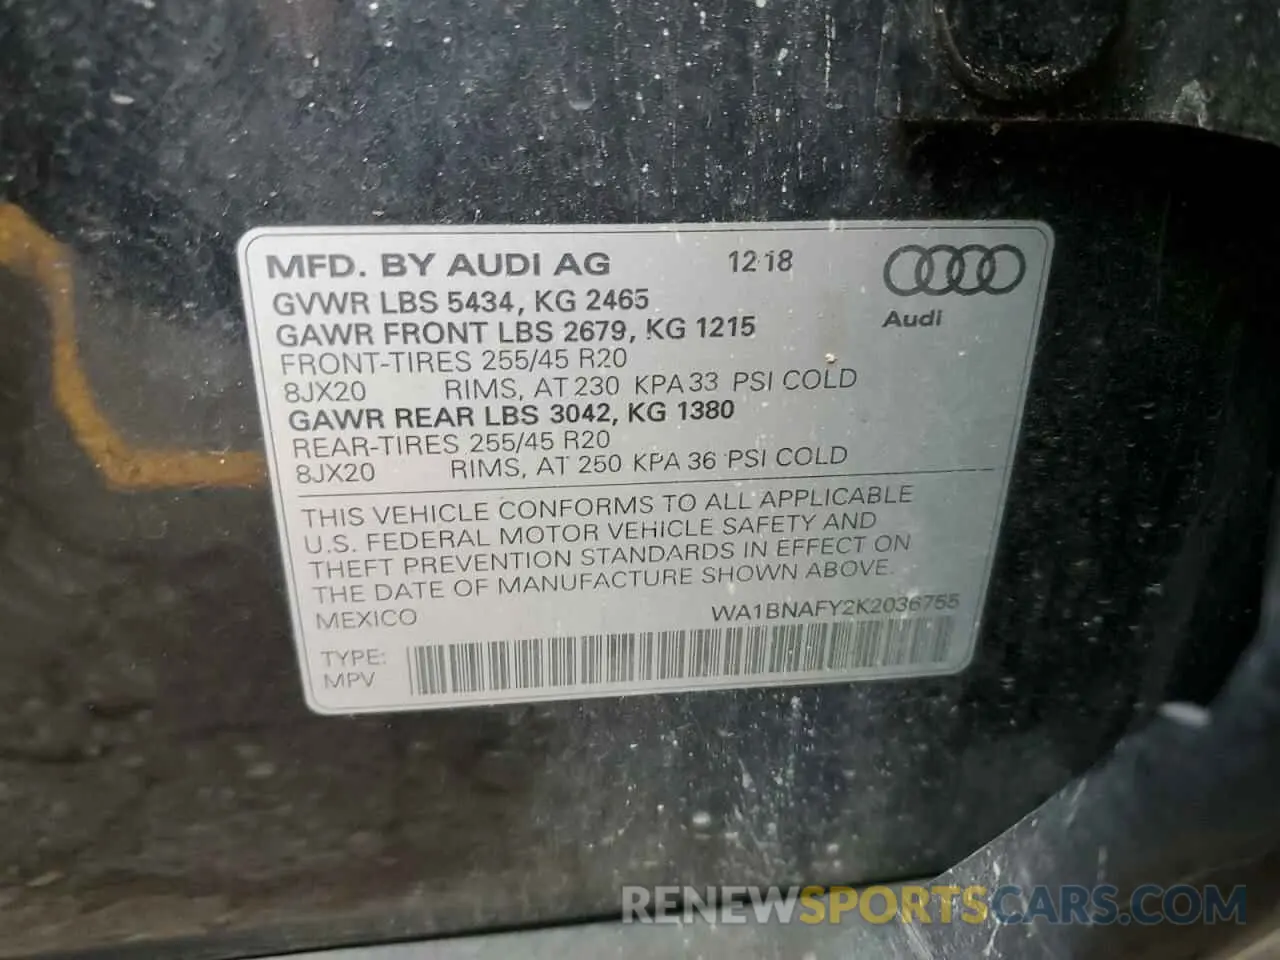 MFD. BY AUDI AG 12 18
Audi
GVWR LBS 5434, KG 2465
GAWR FRONT LBS 2679, KG 1215
FRONT-TIRES 255/45 R20
8JX20 RIMS, AT 230 KPA 33 PSI COLD
GAWR REAR LBS 3042, KG 1380
REAR-TIRES 255/45 R20
8JX20 RIMS, AT 250 KPA 36 PSI COLD
THIS VEHICLE CONFORMS TO ALL APPLICABLE
U.S. FEDERAL MOTOR VEHICLE SAFETY AND
THEFT PREVENTION STANDARDS IN EFFECT ON
THE DATE OF MANUFACTURE SHOWN ABOVE.
MEXICO WA1BNAFY2K2036755
TYPE:
MPV
RENEWSPORTSCARS.COM